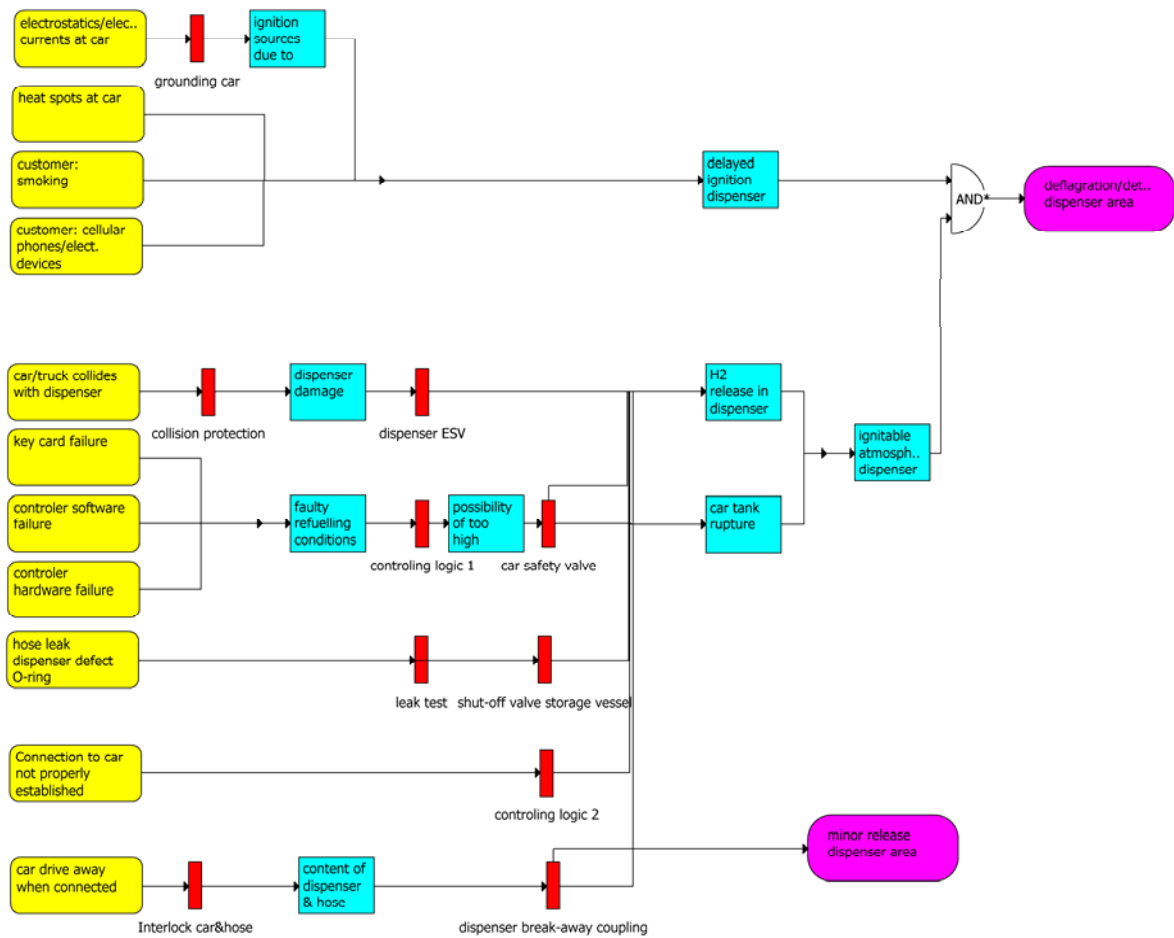 electrostatics/elec..
currents at car
grounding car
ignition
sources
due to
heat spots at car
customer:
smoking
customer: cellular
phones/elect.
devices
delayed
ignition
dispenser
AND*
deflagration/det..
dispenser area
car/truck collides
with dispenser
collision protection
dispenser
damage
dispenser ESV
H2
release in
dispenser
key card failure
controler software
failure
controler
hardware failure
faulty
refuelling
conditions
controling logic 1
possibility
of too
high
car safety valve
car tank
rupture
ignitable
atmosph..
dispenser
hose leak
dispenser defect
O-ring
leak test
shut-off valve storage vessel
Connection to car
not properly
established
controling logic 2
car drive away
when connected
Interlock car&hose
content of
dispenser
& hose
dispenser break-away coupling
minor release
dispenser area